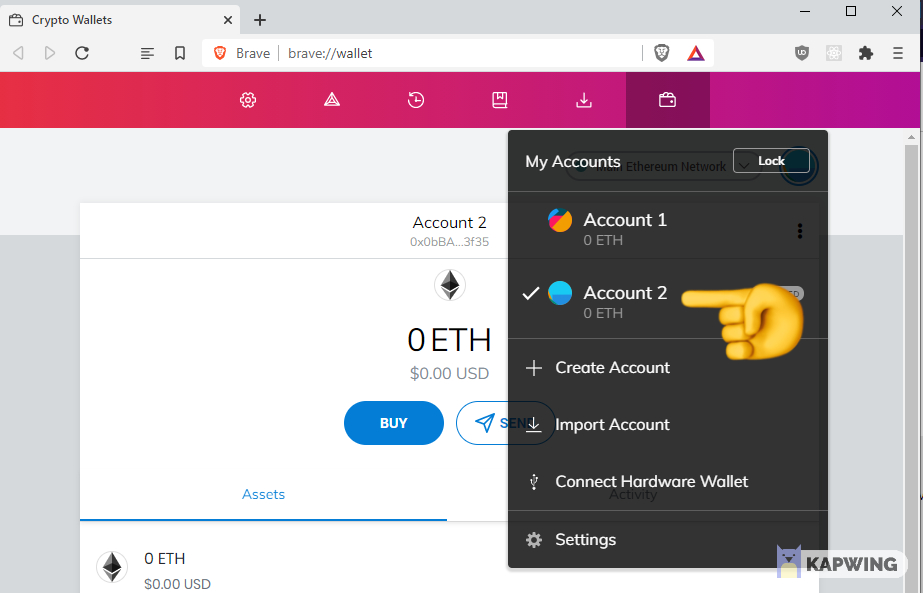 Crypto Wallets
Brave
brave://wallet
My Accounts
Main Ethereum Network
Lock
Account 2
0x0bBA...3f35
0 ETH
$0.00 USD
BUY
SEND
Assets
Activity
0 ETH
$0.00 USD
Account 1
0 ETH
Account 2
0 ETH
Create Account
Import Account
Connect Hardware Wallet
Settings
KAPWING